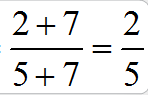 2 + 7 / 5 + 7 = 2 / 5